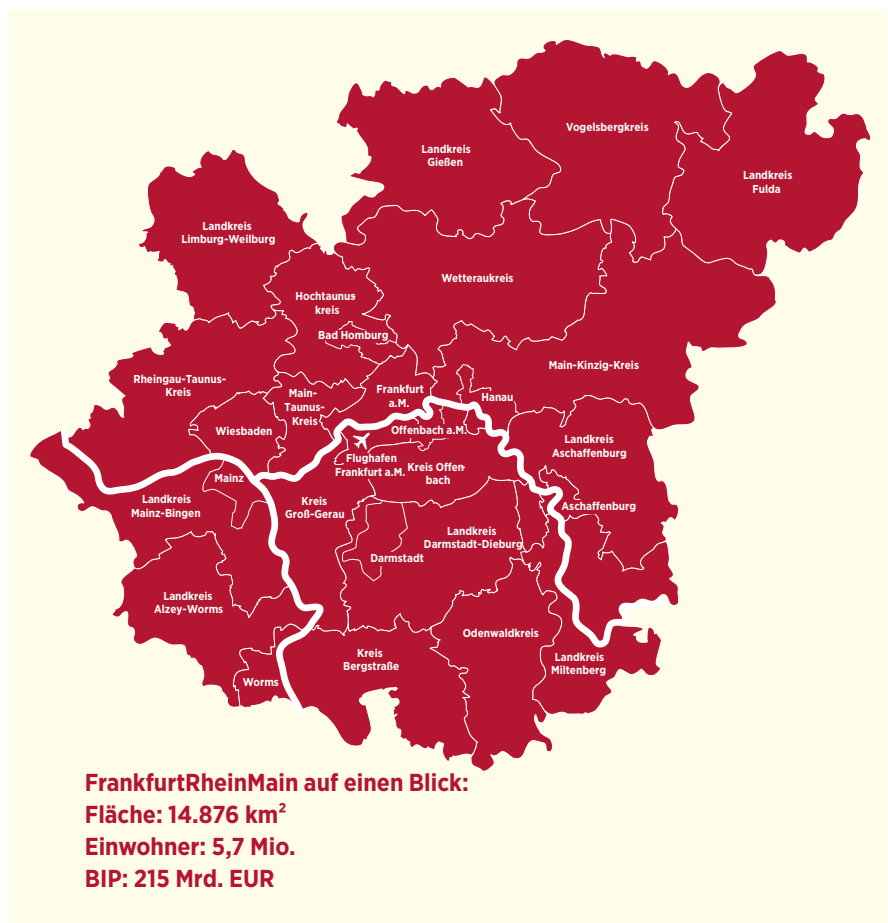 Vogelsbergkreis
Landkreis
Gießen
Landkreis
Fulda
Landkreis
Limburg-Weilburg
Wetteraukreis
Hochtaunus-
kreis
Bad Homburg
Main-Kinzig-Kreis
Rheingau-Taunus-
Kreis
Main-
Taunus-
Kreis
Frankfurt
a.M.
Hanau
Wiesbaden
Offenbach a.M.
Landkreis
Aschaffenburg
Flughafen
Frankfurt a.M.
Kreis Offen-
bach
Mainz
Landkreis
Mainz-Bingen
Kreis
Groß-Gerau
Aschaffenburg
Landkreis
Darmstadt-Dieburg
Darmstadt
Landkreis
Alzey-Worms
Odenwaldkreis
Kreis
Bergstraße
Landkreis
Miltenberg
Worms
FrankfurtRheinMain auf einen Blick:
Fläche: 14.876 km²
Einwohner: 5,7 Mio.
BIP: 215 Mrd. EUR